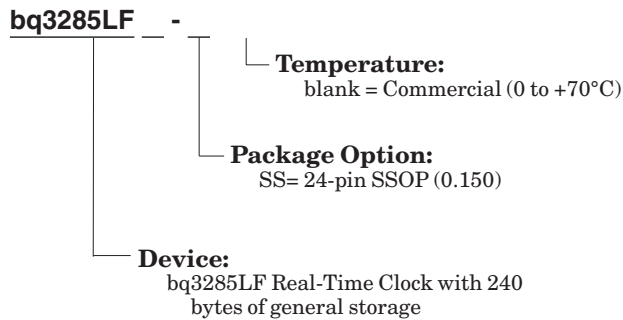 bq3285LF _ - _
Temperature:
blank = Commercial (0 to +70°C)
Package Option:
SS= 24-pin SSOP (0.150)
Device:
bq3285LF Real-Time Clock with 240
bytes of general storage